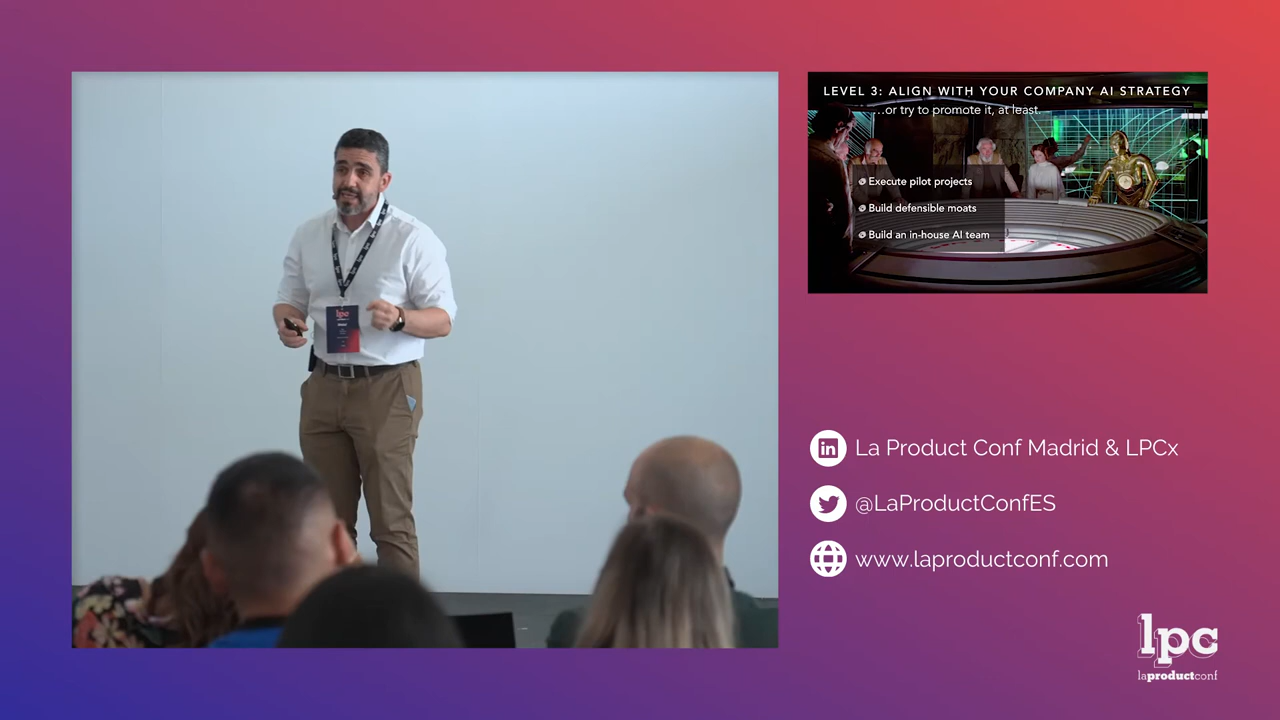 LEVEL 3: ALIGN WITH YOUR COMPANY AI STRATEGY
...or try to promote it, at least.
Execute pilot projects
Build defensible moats
Build an in-house AI team
lpc
La Product Conf Madrid & LPCx
@LaProductConfES
www.laproductconf.com
lpc
laproductconf